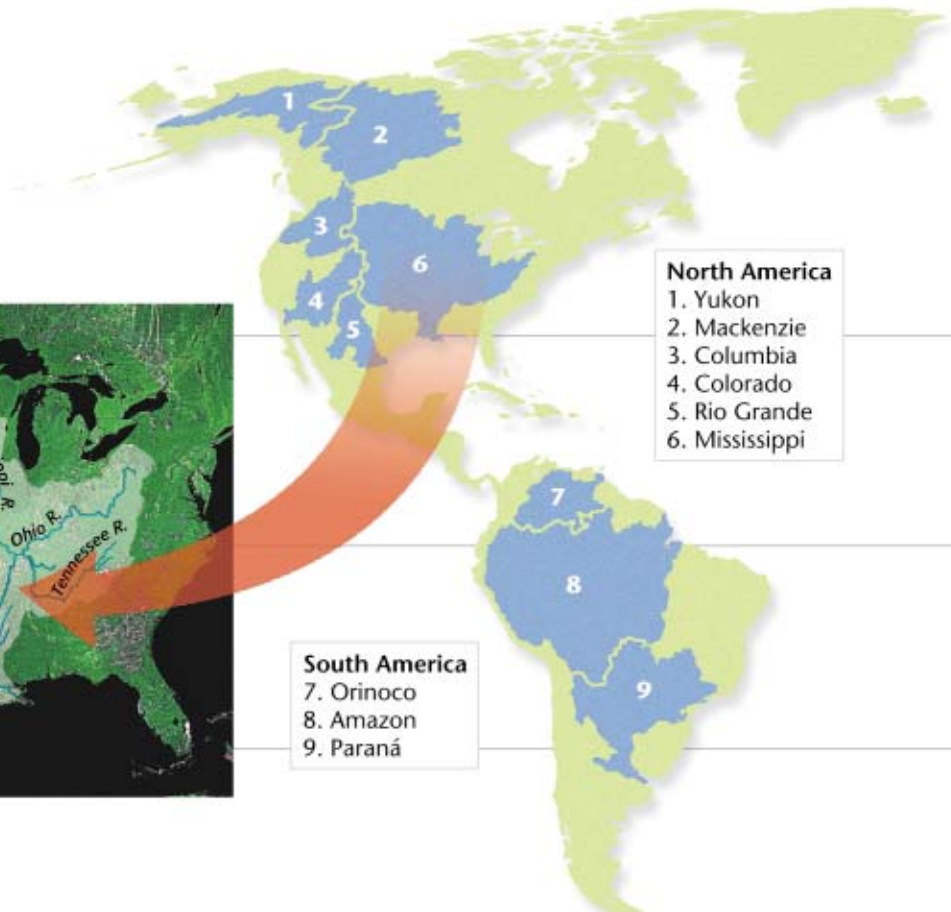 1
2
3
4
5
6
North America
1. Yukon
2. Mackenzie
3. Columbia
4. Colorado
5. Rio Grande
6. Mississippi
R.
Ohio R.
Tennessee R.
7
8
9
South America
7. Orinoco
8. Amazon
9. Paraná